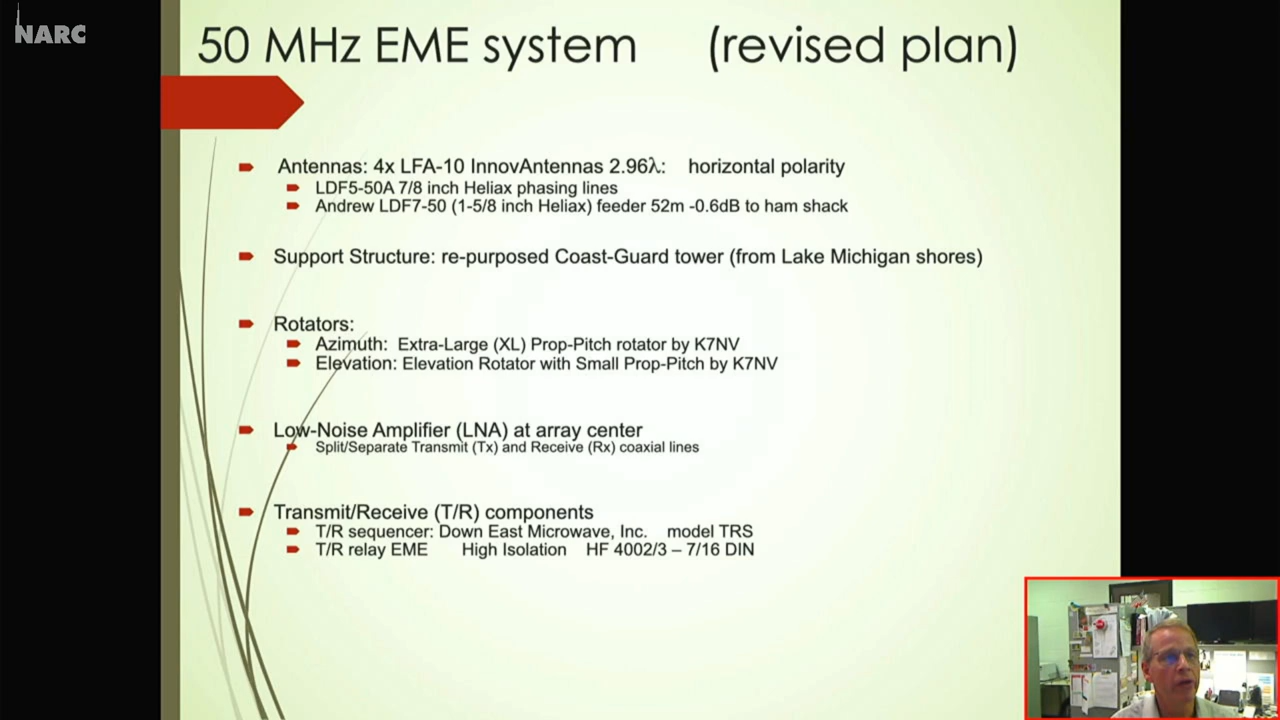 NARC
50 MHz EME system (revised plan)
Antennas: 4x LFA-10 InnovAntennas 2.96λ: horizontal polarity
LDF5-50A 7/8 inch Heliax phasing lines
Andrew LDF7-50 (1-5/8 inch Heliax) feeder 52m -0.6dB to ham shack
Support Structure: re-purposed Coast-Guard tower (from Lake Michigan shores)
Rotators:
Azimuth: Extra-Large (XL) Prop-Pitch rotator by K7NV
Elevation: Elevation Rotator with Small Prop-Pitch by K7NV
Low-Noise Amplifier (LNA) at array center
Split/Separate Transmit (Tx) and Receive (Rx) coaxial lines
Transmit/Receive (T/R) components
T/R sequencer: Down East Microwave, Inc. model TRS
T/R relay EME High Isolation HF 4002/3 – 7/16 DIN